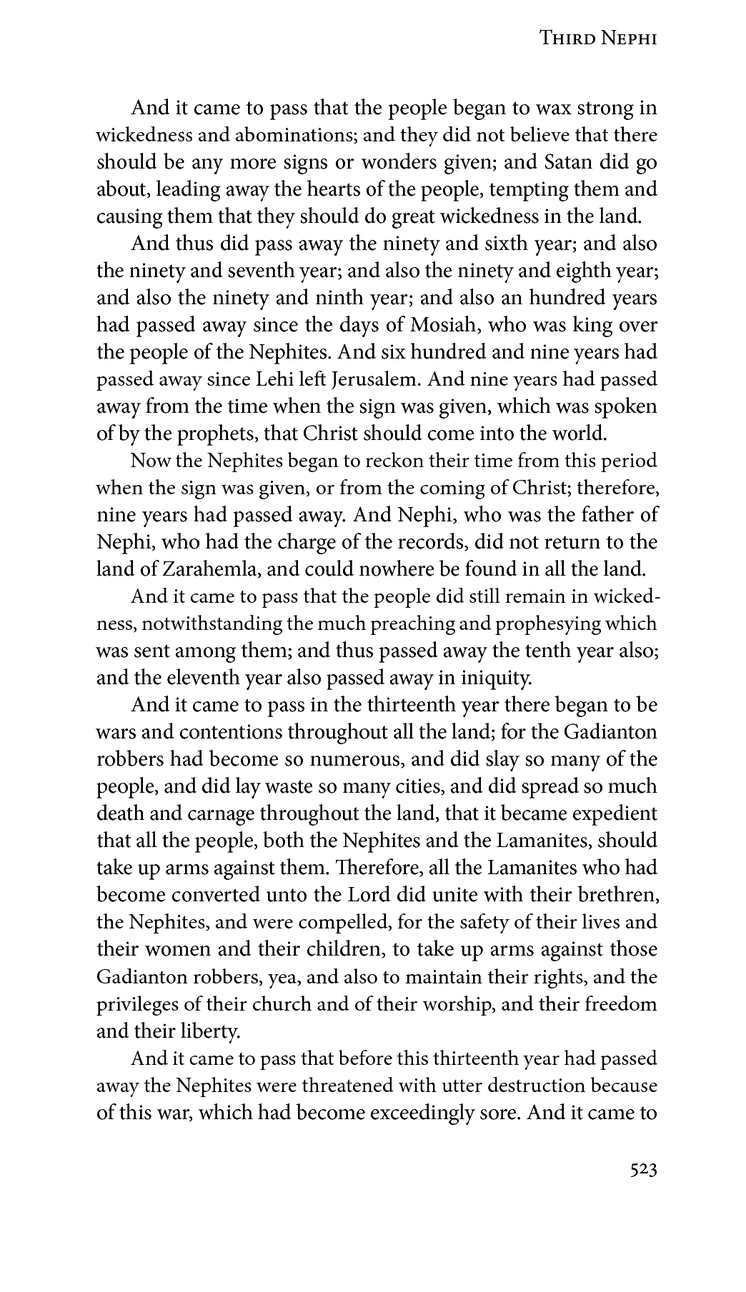 Third Nephi
And it came to pass that the people began to wax strong in
wickedness and abominations; and they did not believe that there
should be any more signs or wonders given; and Satan did go
about, leading away the hearts of the people, tempting them and
causing them that they should do great wickedness in the land.
And thus did pass away the ninety and sixth year; and also
the ninety and seventh year; and also the ninety and eighth year;
and also the ninety and ninth year; and also an hundred years
had passed away since the days of Mosiah, who was king over
the people of the Nephites. And six hundred and nine years had
passed away since Lehi left Jerusalem. And nine years had passed
away from the time when the sign was given, which was spoken
of by the prophets, that Christ should come into the world.
Now the Nephites began to reckon their time from this period
when the sign was given, or from the coming of Christ; therefore,
nine years had passed away. And Nephi, who was the father of
Nephi, who had the charge of the records, did not return to the
land of Zarahemla, and could nowhere be found in all the land.
And it came to pass that the people did still remain in wicked-
ness, notwithstanding the much preaching and prophesying which
was sent among them; and thus passed away the tenth year also;
and the eleventh year also passed away in iniquity.
And it came to pass in the thirteenth year there began to be
wars and contentions throughout all the land; for the Gadianton
robbers had become so numerous, and did slay so many of the
people, and did lay waste so many cities, and did spread so much
death and carnage throughout the land, that it became expedient
that all the people, both the Nephites and the Lamanites, should
take up arms against them. Therefore, all the Lamanites who had
become converted unto the Lord did unite with their brethren,
the Nephites, and were compelled, for the safety of their lives and
their women and their children, to take up arms against those
Gadianton robbers, yea, and also to maintain their rights, and the
privileges of their church and of their worship, and their freedom
and their liberty.
And it came to pass that before this thirteenth year had passed
away the Nephites were threatened with utter destruction because
of this war, which had become exceedingly sore. And it came to
523